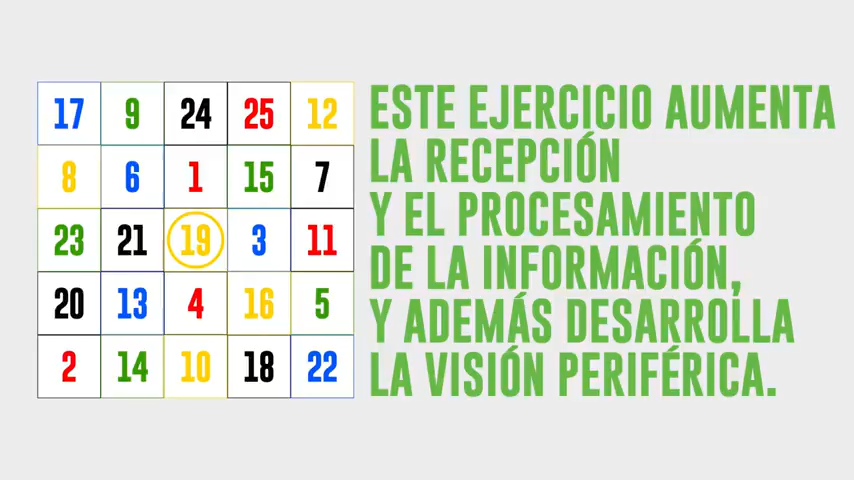 17 9 24 25 12
8 6 1 15 7
23 21 19 3 11
20 13 4 16 5
2 14 10 18 22
ESTE EJERCICIO AUMENTA
LA RECEPCIÓN
Y EL PROCESAMIENTO
DE LA INFORMACIÓN,
Y ADEMÁS DESARROLLA
LA VISIÓN PERIFÉRICA.